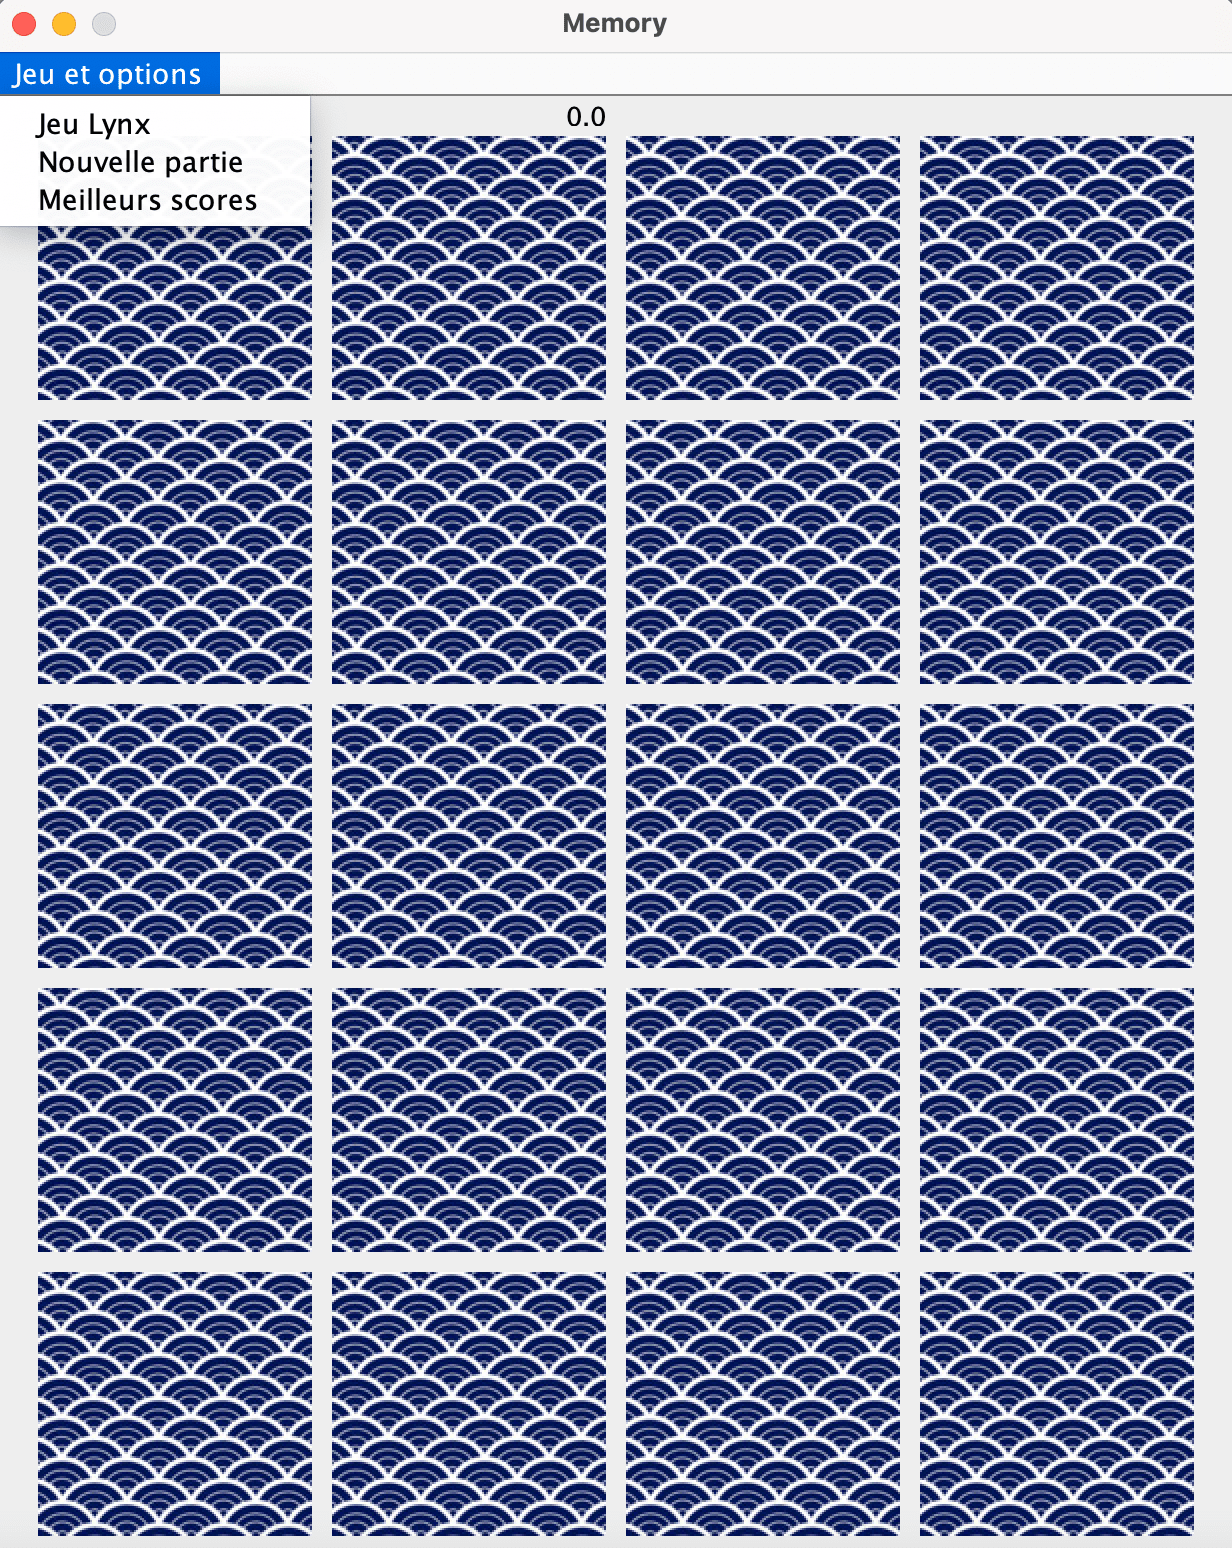 Memory
Jeu et options
0.0
Jeu Lynx
Nouvelle partie
Meilleurs scores